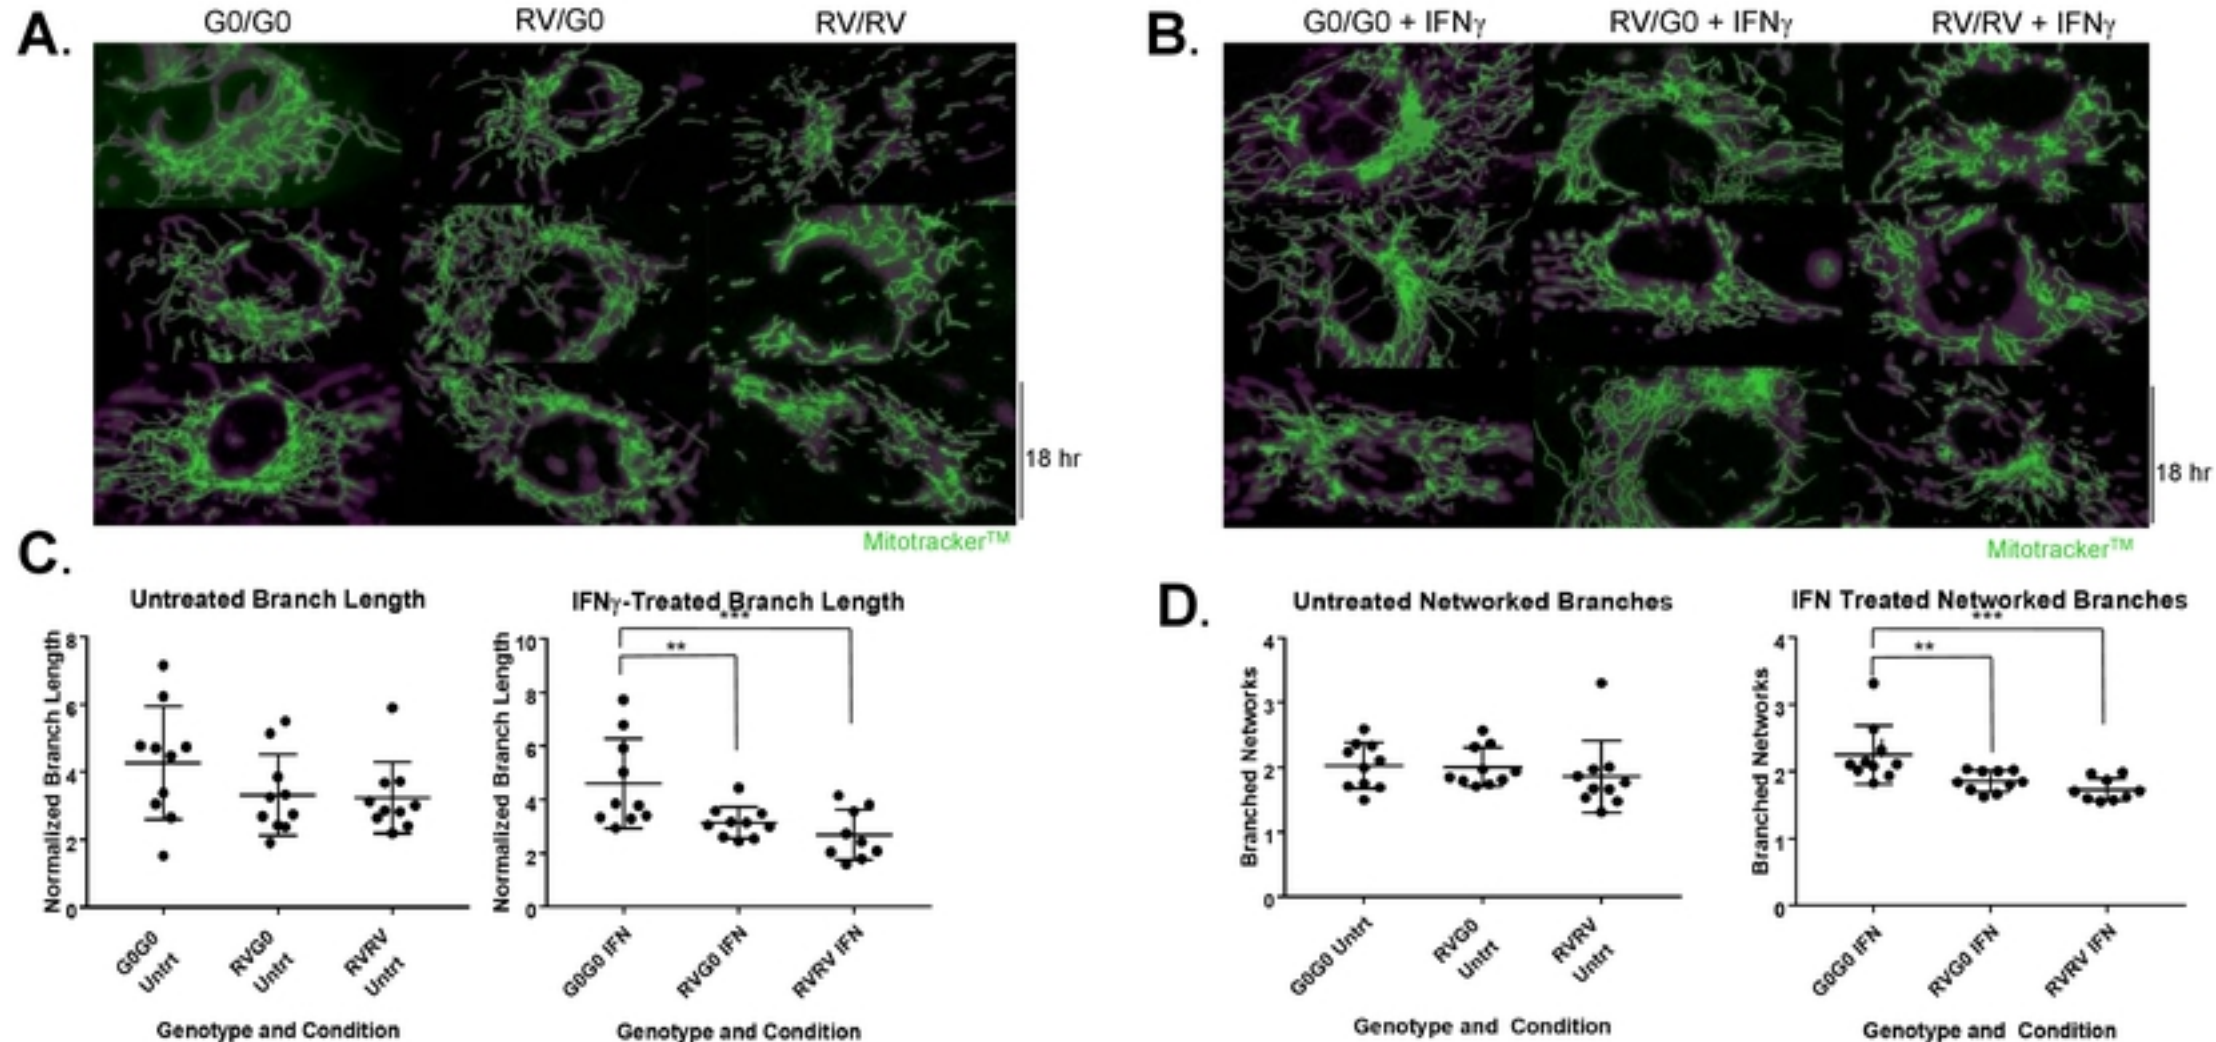 A.
G0/G0
RV/G0
RV/RV
18 hr
Mitotracker™
B.
G0/G0 + IFNγ
RV/G0 + IFNγ
RV/RV + IFNγ
18 hr
Mitotracker™
C.
Untreated Branch Length
Normalized Branch Length
8
6
4
2
0
G0G0
Untrt
RVG0
Untrt
RVRV
Untrt
Genotype and Condition
IFNγ-Treated Branch Length
***
**
Normalized Branch Length
10
8
6
4
2
0
G0G0 IFN
RVG0 IFN
RVRV IFN
Genotype and Condition
D.
Untreated Networked Branches
Branched Networks
4
3
2
1
0
G0G0 Untrt
RVG0
Untrt
RVRV
Untrt
Genotype and Condition
IFN Treated Networked Branches
***
**
Branched Networks
4
3
2
1
0
G0G0 IFN
RVG0 IFN
RVRV IFN
Genotype and Condition